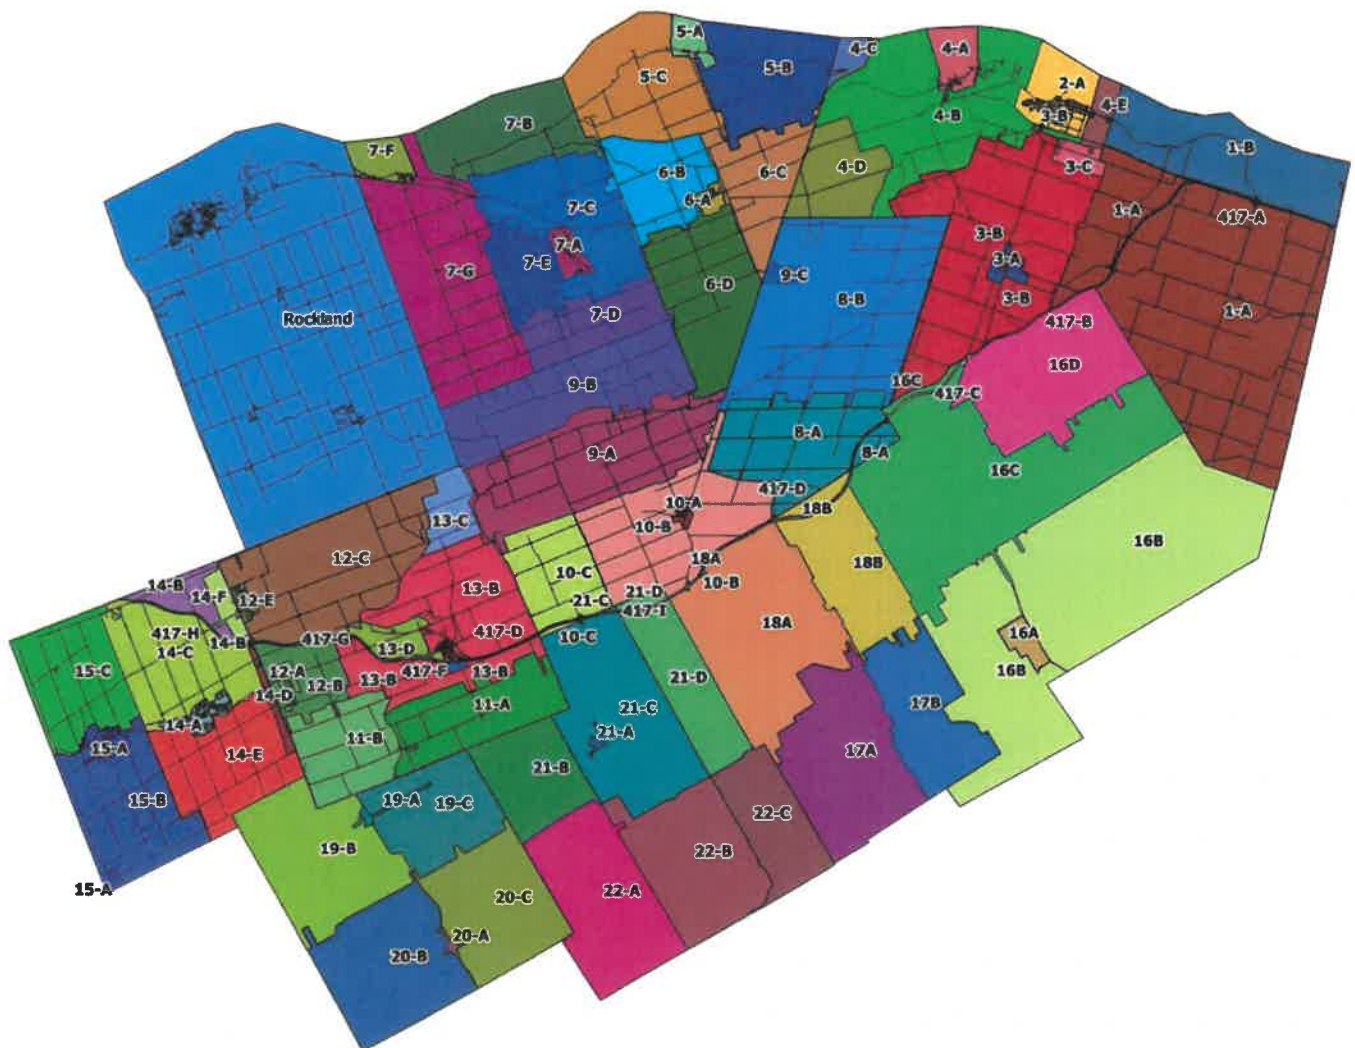 5-A
4-C
4-A
5-C
5-B
2-A
4-E
3-B
4-B
7-B
7-F
1-B
6-B
6-C
4-D
3-C
6-A
7-C
1-A
417-A
7-A
7-E
3-B
3-A
7-G
6-D
9-C
8-B
3-B
Rockland
7-D
417-B
1-A
16D
9-B
16C
417-C
8-A
9-A
8-A
16C
417-D
10-A
18B
13-C
10-B
16B
12-C
18A
18B
10-C
14-B
14-F
12-E
13-B
10-B
21-D
21-C
417-I
417-H
14-C
14-B
417-G
417-D
10-C
18A
16A
13-D
15-C
12-A
417-F
13-B
21-D
16B
14-D
12-B
13-B
11-A
21-C
17B
14-A
21-A
15-A
14-E
11-B
17A
21-B
15-B
19-A
19-C
22-C
19-B
22-B
15-A
20-C
22-A
20-A
20-B